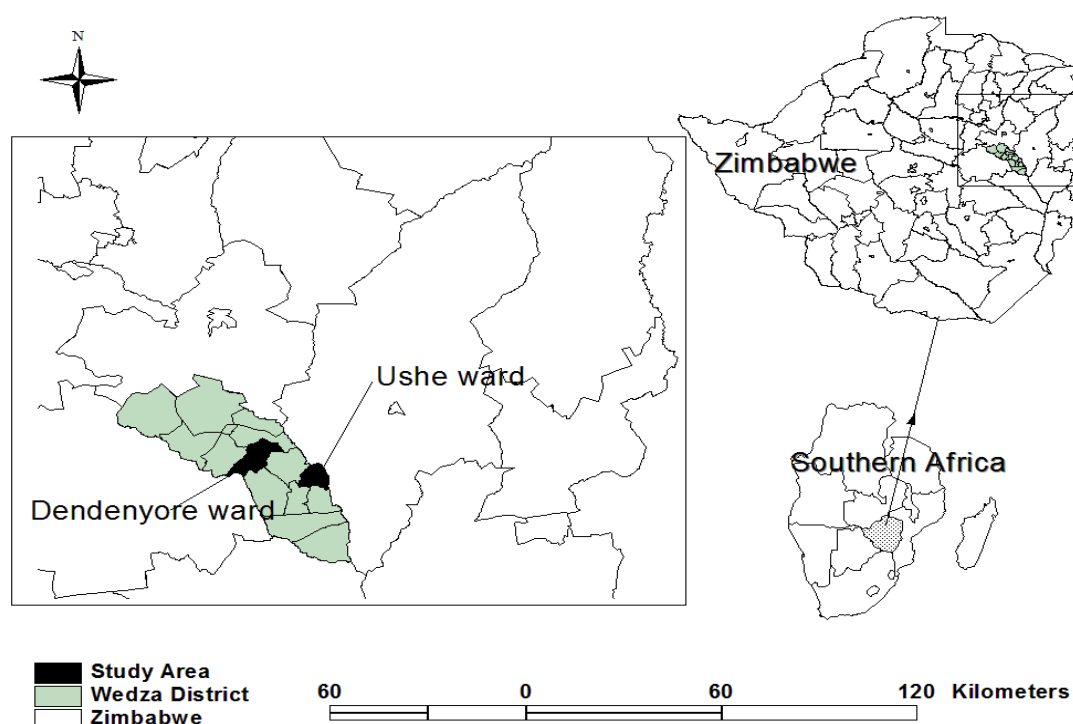 N
Zimbabwe
Ushe ward
Dendenyore ward
Southern Africa
Study Area
Wedza District
Zimbabwe
60 0 60 120 Kilometers